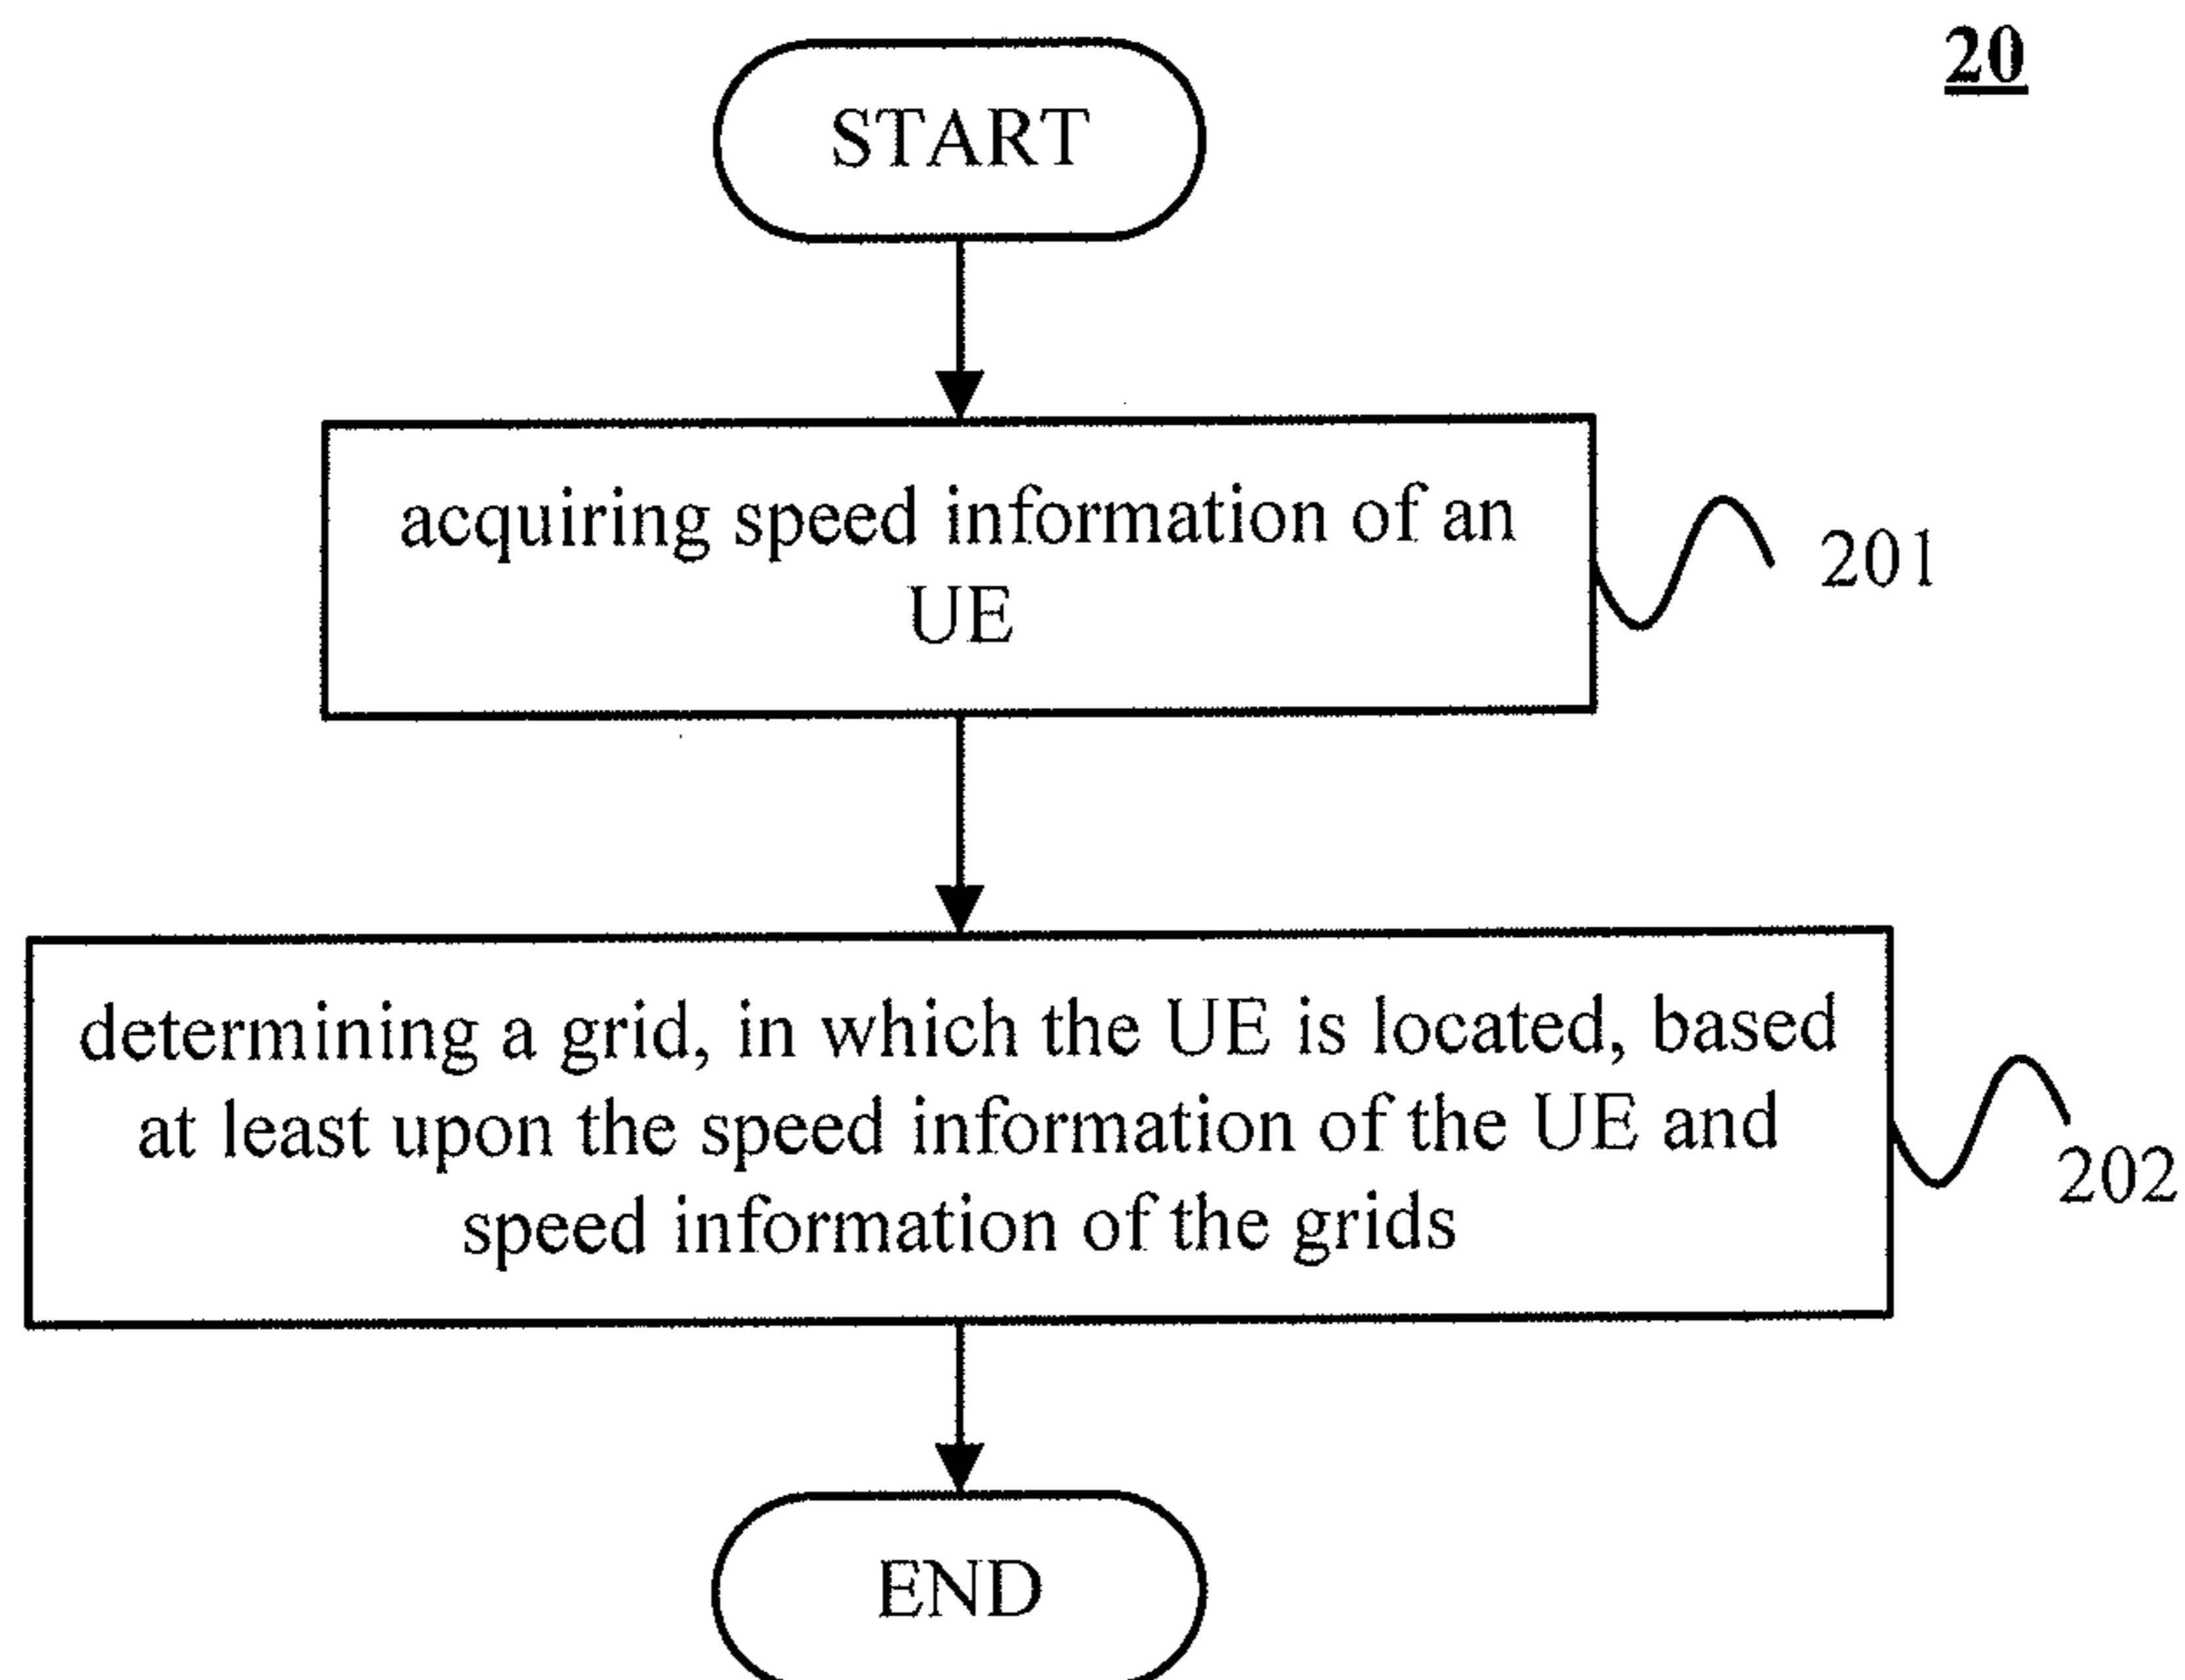 20
START
acquiring speed information of an
UE
201
determining a grid, in which the UE is located, based
at least upon the speed information of the UE and
speed information of the grids
202
END